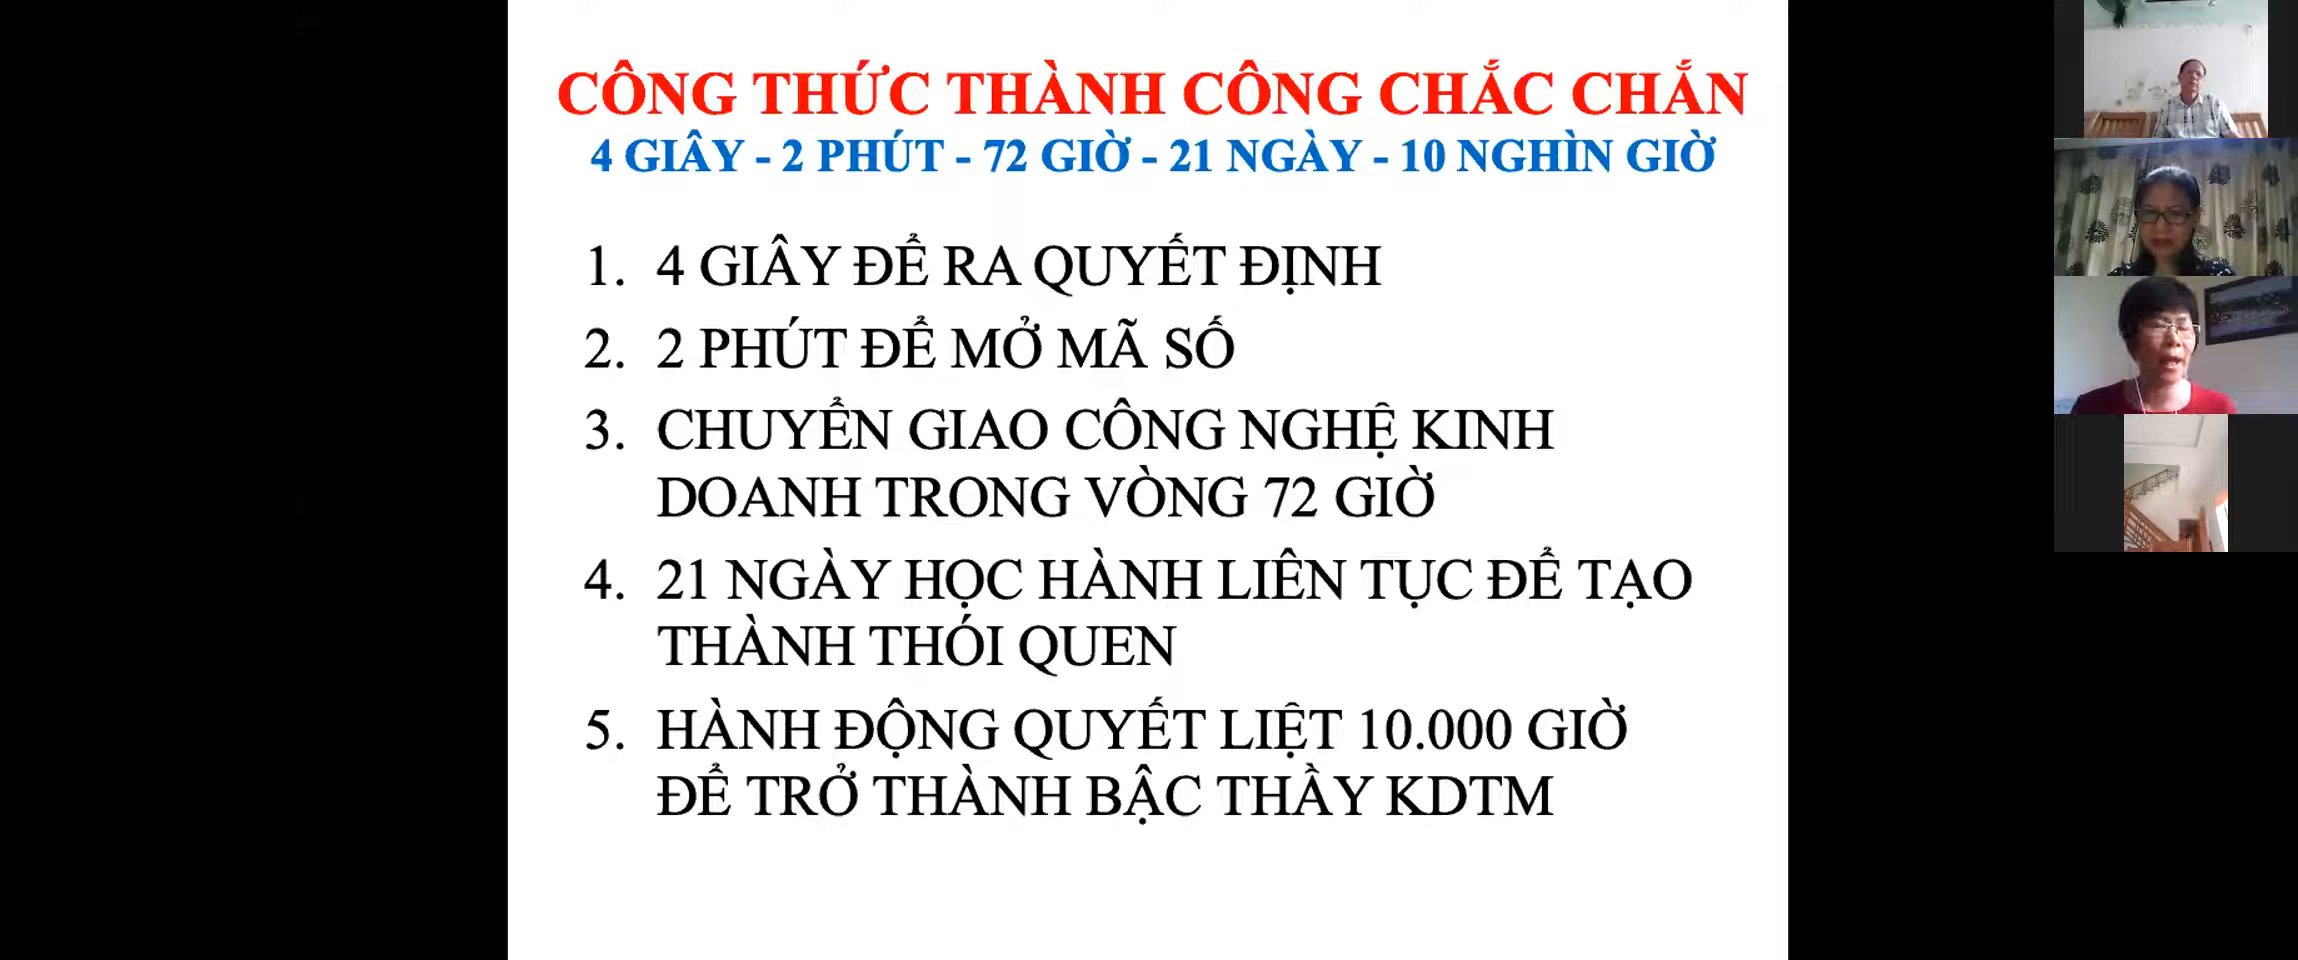 CÔNG THỨC THÀNH CÔNG CHẮC CHẮN
4 GIÂY - 2 PHÚT - 72 GIỜ - 21 NGÀY - 10 NGHÌN GIỜ
1. 4 GIÂY ĐỂ RA QUYẾT ĐỊNH
2. 2 PHÚT ĐỂ MỞ MÃ SỐ
3. CHUYỂN GIAO CÔNG NGHỆ KINH
DOANH TRONG VÒNG 72 GIỜ
4. 21 NGÀY HỌC HÀNH LIÊN TỤC ĐỂ TẠO
THÀNH THÓI QUEN
5. HÀNH ĐỘNG QUYẾT LIỆT 10.000 GIỜ
ĐỂ TRỞ THÀNH BẬC THẦY KDTM